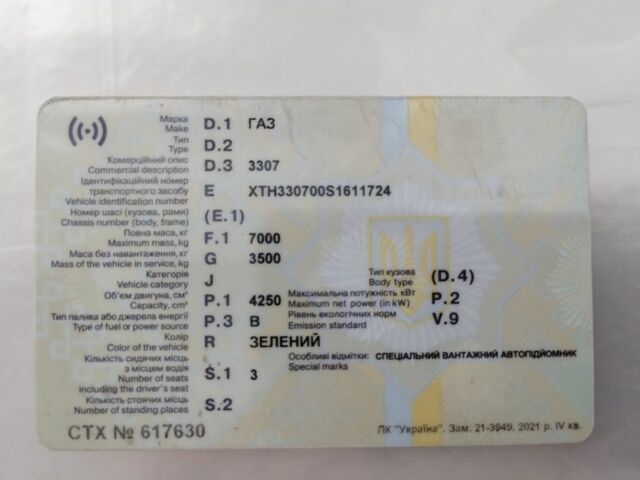 Марка
Make D.1 ГАЗ
Тип
Type D.2
Комерційний опис
Commercial description D.3 3307
Ідентифікаційний номер
транспортного засобу
Vehicle identification number E XTH330700S1611724
Номер шасі (кузова, рами)
Chassis number (body, frame) (E.1)
Повна маса, кг
Maximum mass, kg F.1 7000
Маса без навантаження, кг
Mass of the vehicle in service, kg G 3500
Категорія
Vehicle category J
Тип кузова
Body type (D.4)
Об'єм двигуна, см³
Capacity, cm³ P.1 4250
Максимальна потужність кВт
Maximum net power (in kW) P.2
Тип палива або джерела енергії
Type of fuel or power source P.3 B
Рівень екологічних норм
Emission standard V.9
Колір
Color of the vehicle R ЗЕЛЕНИЙ
Особливі відмітки: СПЕЦІАЛЬНИЙ ВАНТАЖНИЙ АВТОПІДЙОМНИК
Special marks
Кількість сидячих місць
з місцем водія
Number of seats
including the driver's seat S.1 3
Кількість стоячих місць
Number of standing places S.2
СТХ № 617630
ПК "Україна". Зам. 21-3949. 2021 р. IV кв.